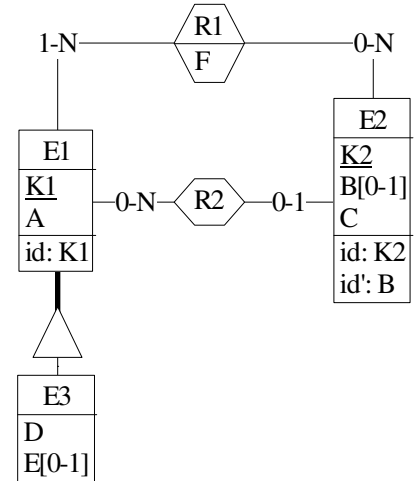 1-N
R1
F
0-N
E1
K1
A
id: K1
0-N
R2
0-1
E2
K2
B[0-1]
C
id: K2
id': B
E3
D
E[0-1]